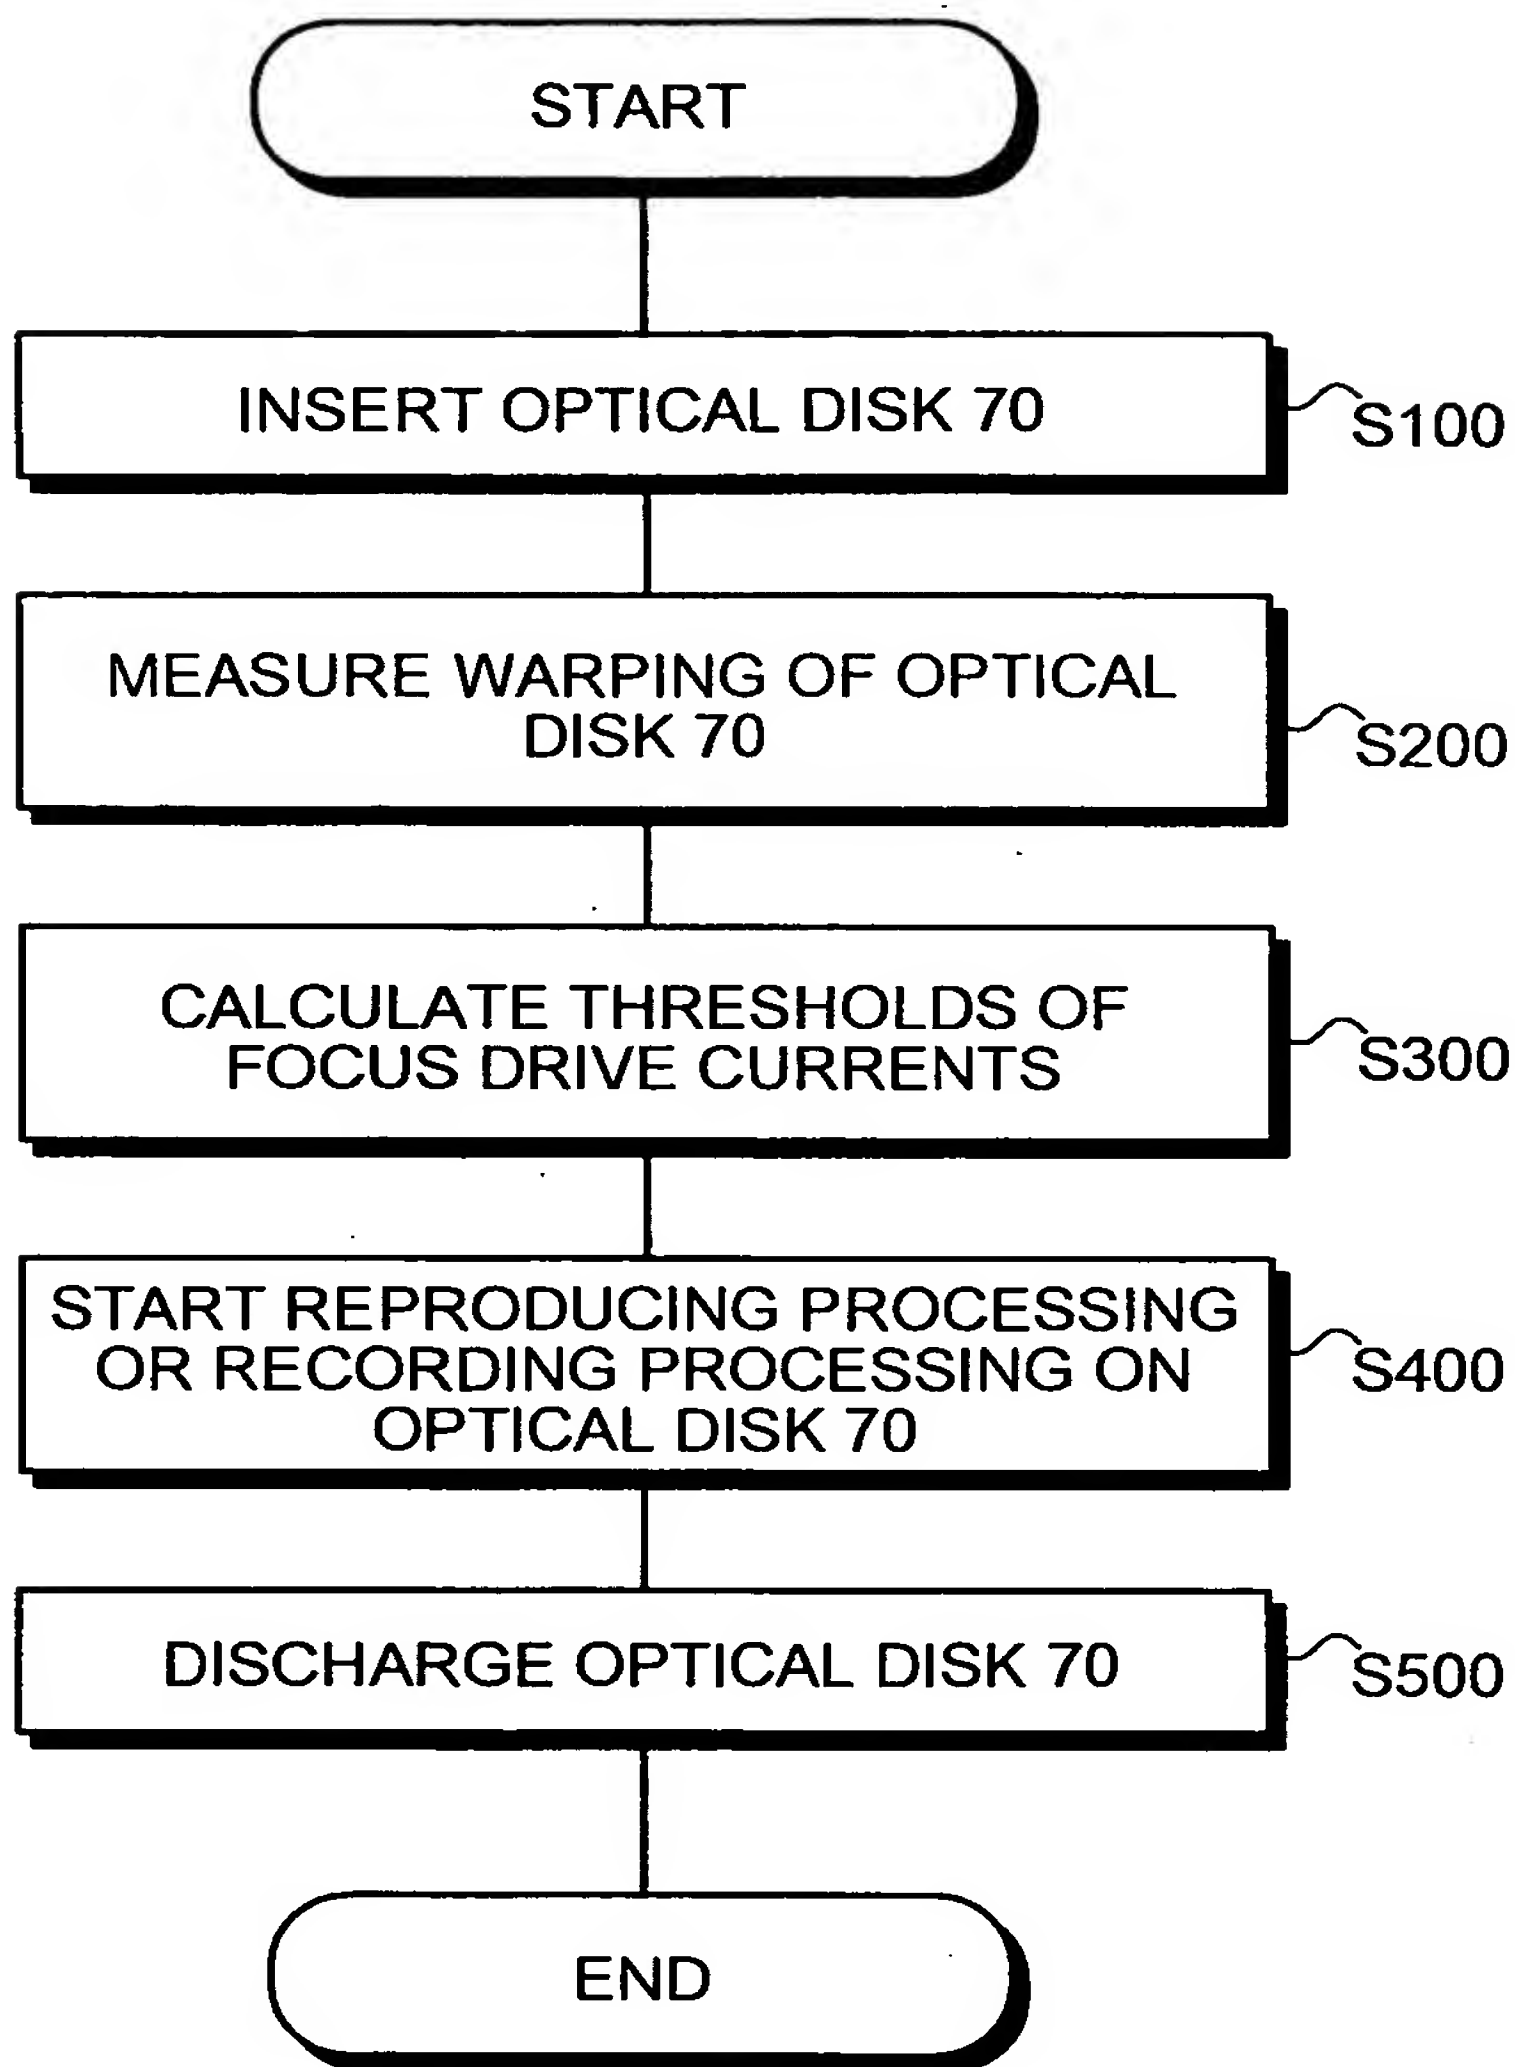 START
INSERT OPTICAL DISK 70
S100
MEASURE WARPING OF OPTICAL
DISK 70
S200
CALCULATE THRESHOLDS OF
FOCUS DRIVE CURRENTS
S300
START REPRODUCING PROCESSING
OR RECORDING PROCESSING ON
OPTICAL DISK 70
S400
DISCHARGE OPTICAL DISK 70
S500
END